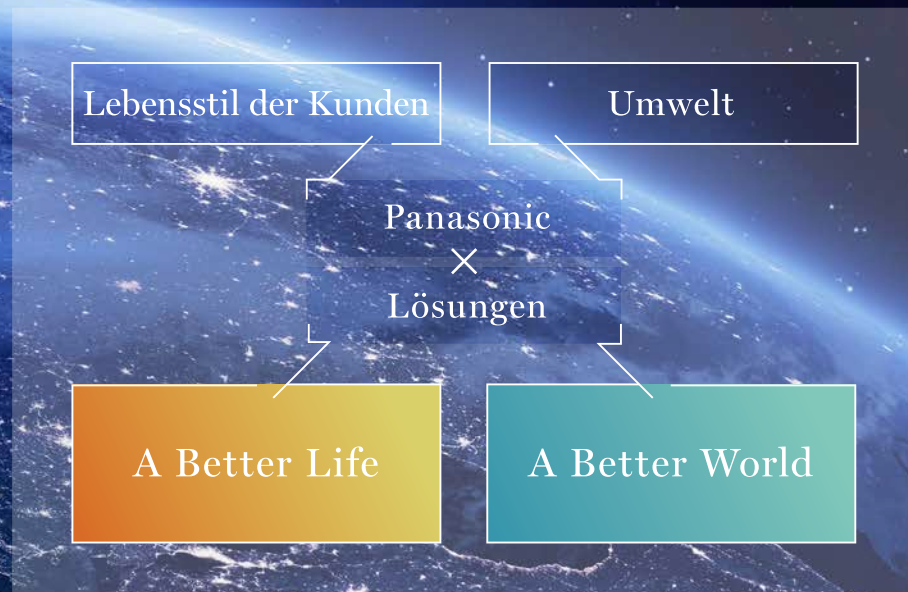 Lebensstil der Kunden
Umwelt
Panasonic
×
Lösungen
A Better Life
A Better World